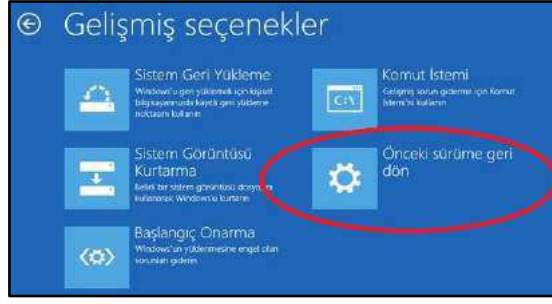 Gelişmiş seçenekler
Sistem Geri Yükleme
Windows'u geri yüklemek için kişisel
bilgisayarınızda kayıtlı geri yükleme
noktasını kullanın
Komut İstemi
Gelişmiş sorun giderme için Komut
İstemi'ni kullanın
Sistem Görüntüsü
Kurtarma
Belirli bir sistem görüntüsü dosyasını
kullanarak Windows'u kurtarın
Önceki sürüme geri
dön
Başlangıç Onarma
Windows'un yüklenmesine engel olan
sorunları giderin
C:\